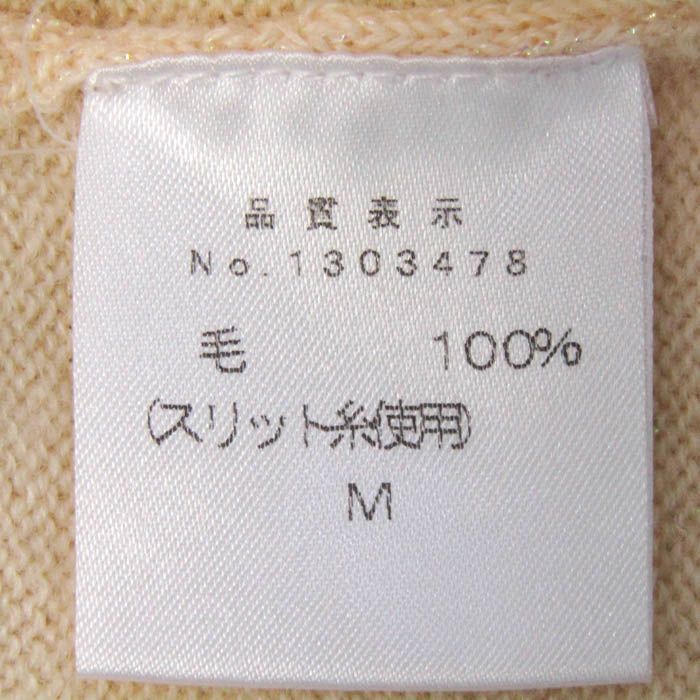 品質表示
No.1303478
毛 100%
(スリット糸使用)
M